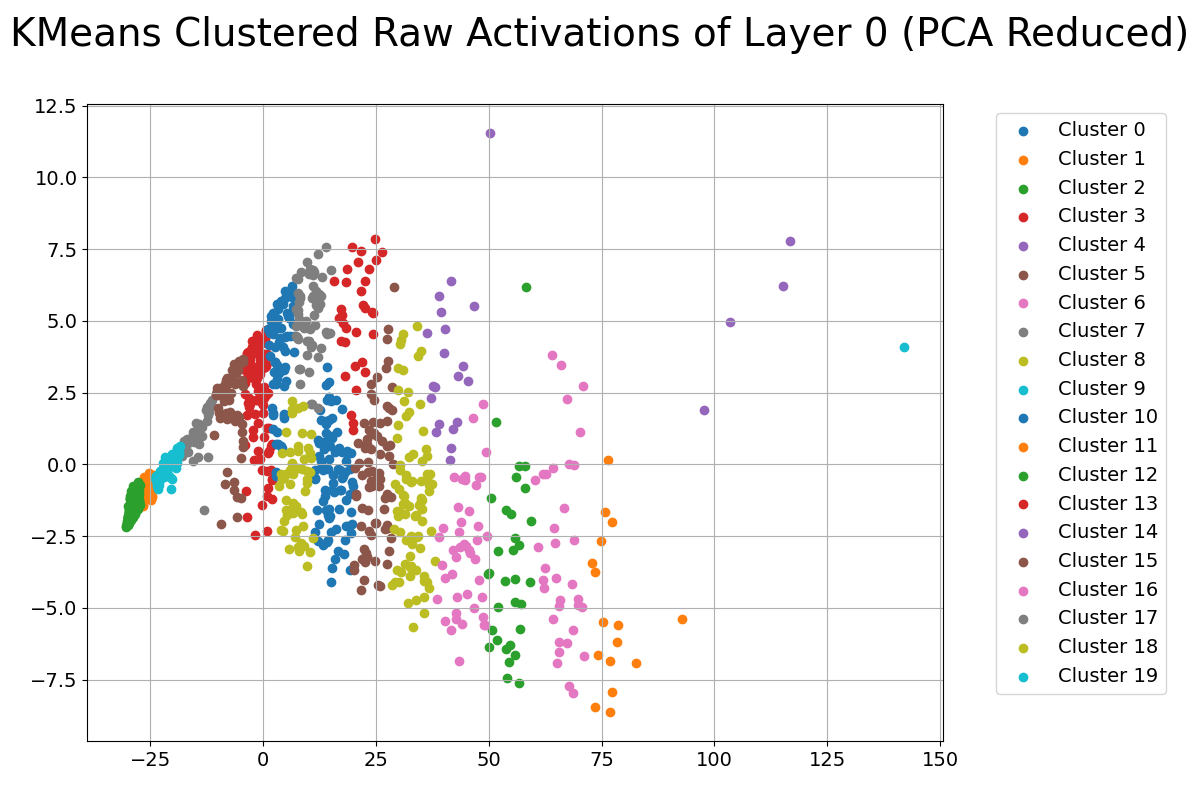 KMeans Clustered Raw Activations of Layer 0 (PCA Reduced)
12.5
10.0
7.5
5.0
2.5
0.0
−2.5
−5.0
−7.5
−25
0
25
50
75
100
125
150
Cluster 0
Cluster 1
Cluster 2
Cluster 3
Cluster 4
Cluster 5
Cluster 6
Cluster 7
Cluster 8
Cluster 9
Cluster 10
Cluster 11
Cluster 12
Cluster 13
Cluster 14
Cluster 15
Cluster 16
Cluster 17
Cluster 18
Cluster 19